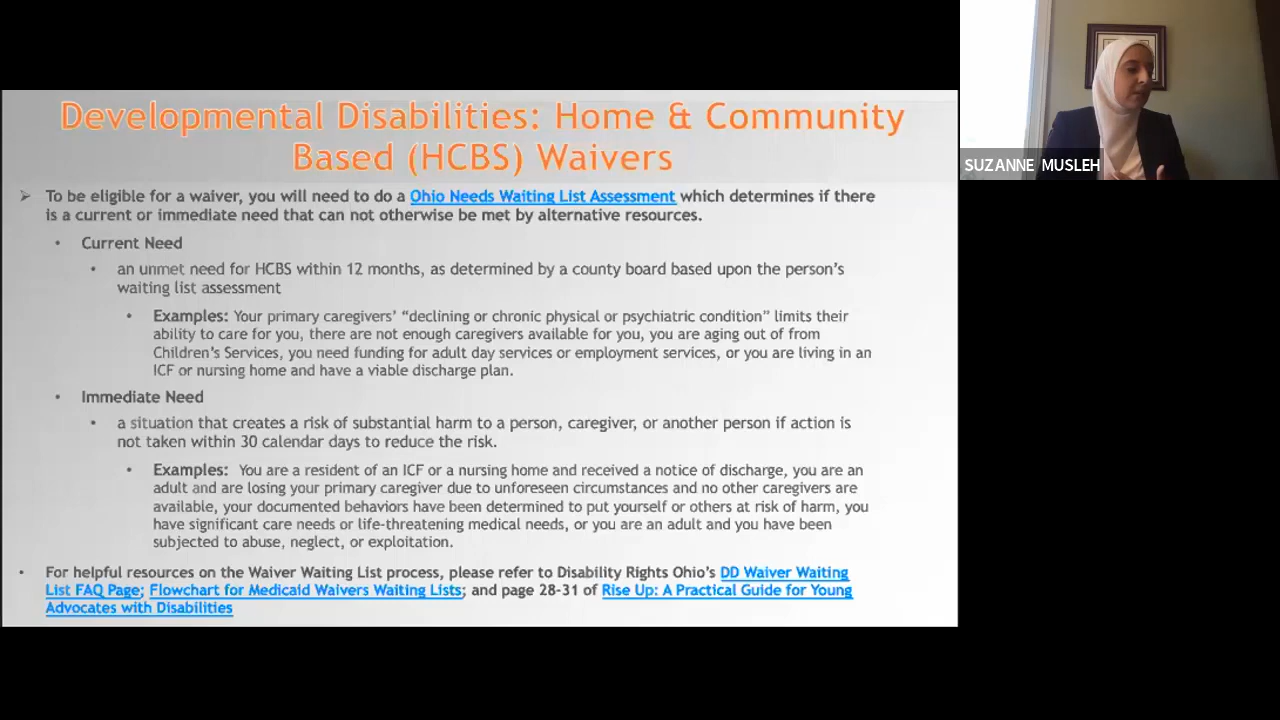 Developmental Disabilities: Home & Community
Based (HCBS) Waivers
To be eligible for a waiver, you will need to do a Ohio Needs Waiting List Assessment which determines if there
is a current or immediate need that can not otherwise be met by alternative resources.
Current Need
an unmet need for HCBS within 12 months, as determined by a county board based upon the person's
waiting list assessment
Examples: Your primary caregivers' “declining or chronic physical or psychiatric condition” limits their
ability to care for you, there are not enough caregivers available for you, you are aging out of from
Children's Services, you need funding for adult day services or employment services, or you are living in an
ICF or nursing home and have a viable discharge plan.
Immediate Need
a situation that creates a risk of substantial harm to a person, caregiver, or another person if action is
not taken within 30 calendar days to reduce the risk.
Examples: You are a resident of an ICF or a nursing home and received a notice of discharge, you are an
adult and are losing your primary caregiver due to unforeseen circumstances and no other caregivers are
available, your documented behaviors have been determined to put yourself or others at risk of harm, you
have significant care needs or life-threatening medical needs, or you are an adult and you have been
subjected to abuse, neglect, or exploitation.
For helpful resources on the Waiver Waiting List process, please refer to Disability Rights Ohio's DD Waiver Waiting
List FAQ Page; Flowchart for Medicaid Waivers Waiting Lists; and page 28-31 of Rise Up: A Practical Guide for Young
Advocates with Disabilities
SUZANNE MUSLEH